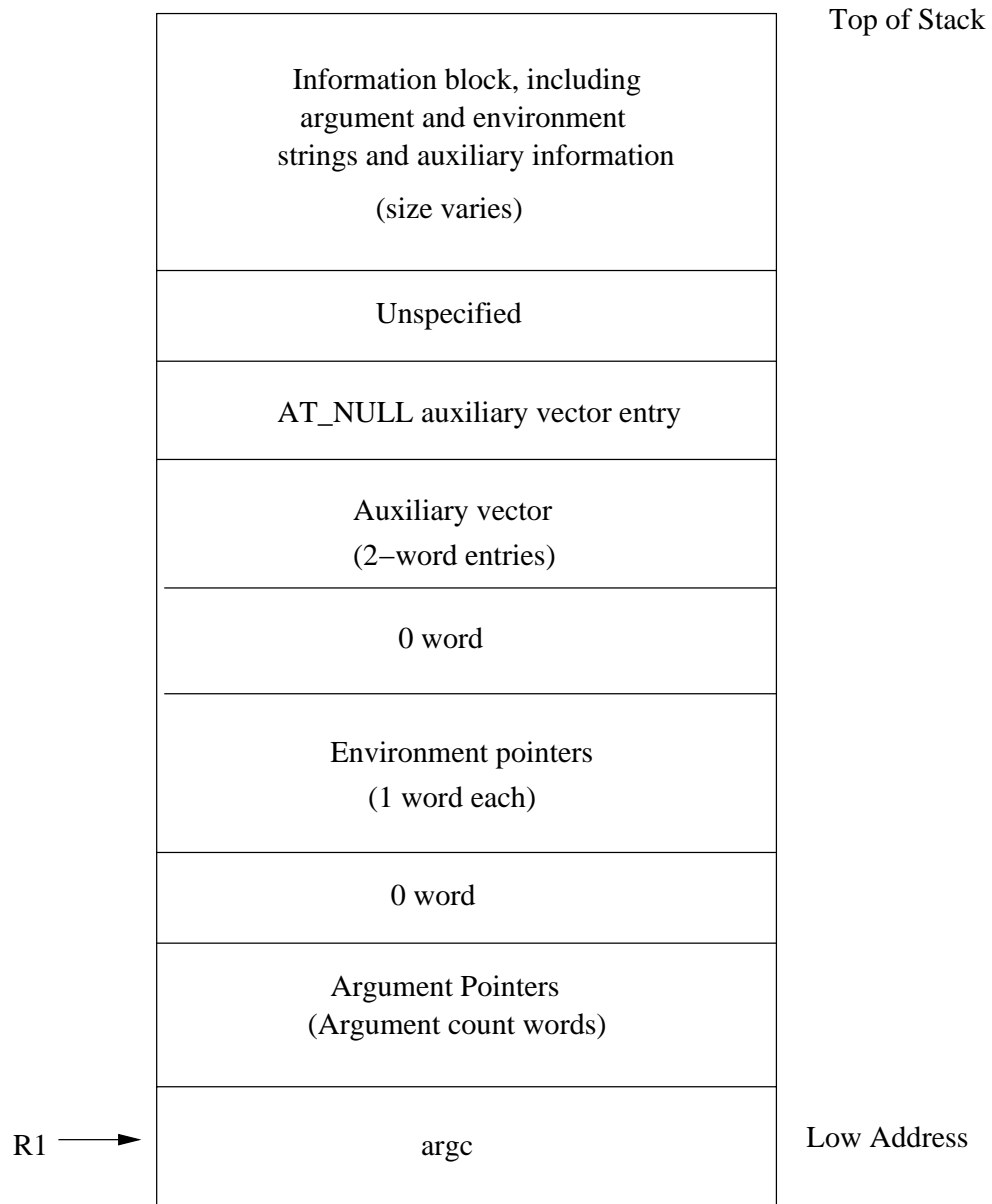 Top of Stack
Information block, including
argument and environment
strings and auxiliary information
(size varies)
Unspecified
AT_NULL auxiliary vector entry
Auxiliary vector
(2−word entries)
0 word
Environment pointers
(1 word each)
0 word
Argument Pointers
(Argument count words)
R1
argc
Low Address